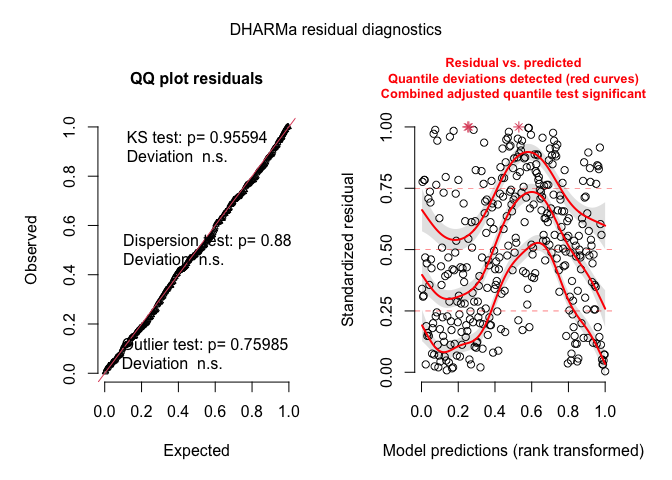 DHARMa residual diagnostics
QQ plot residuals
KS test: p= 0.95594
Deviation n.s.
Dispersion test: p= 0.88
Deviation n.s.
Outlier test: p= 0.75985
Deviation n.s.
Observed
0.0 0.2 0.4 0.6 0.8 1.0
0.0 0.2 0.4 0.6 0.8 1.0
Expected
Residual vs. predicted
Quantile deviations detected (red curves)
Combined adjusted quantile test significant
Standardized residual
0.00 0.25 0.50 0.75 1.00
0.0 0.2 0.4 0.6 0.8 1.0
Model predictions (rank transformed)